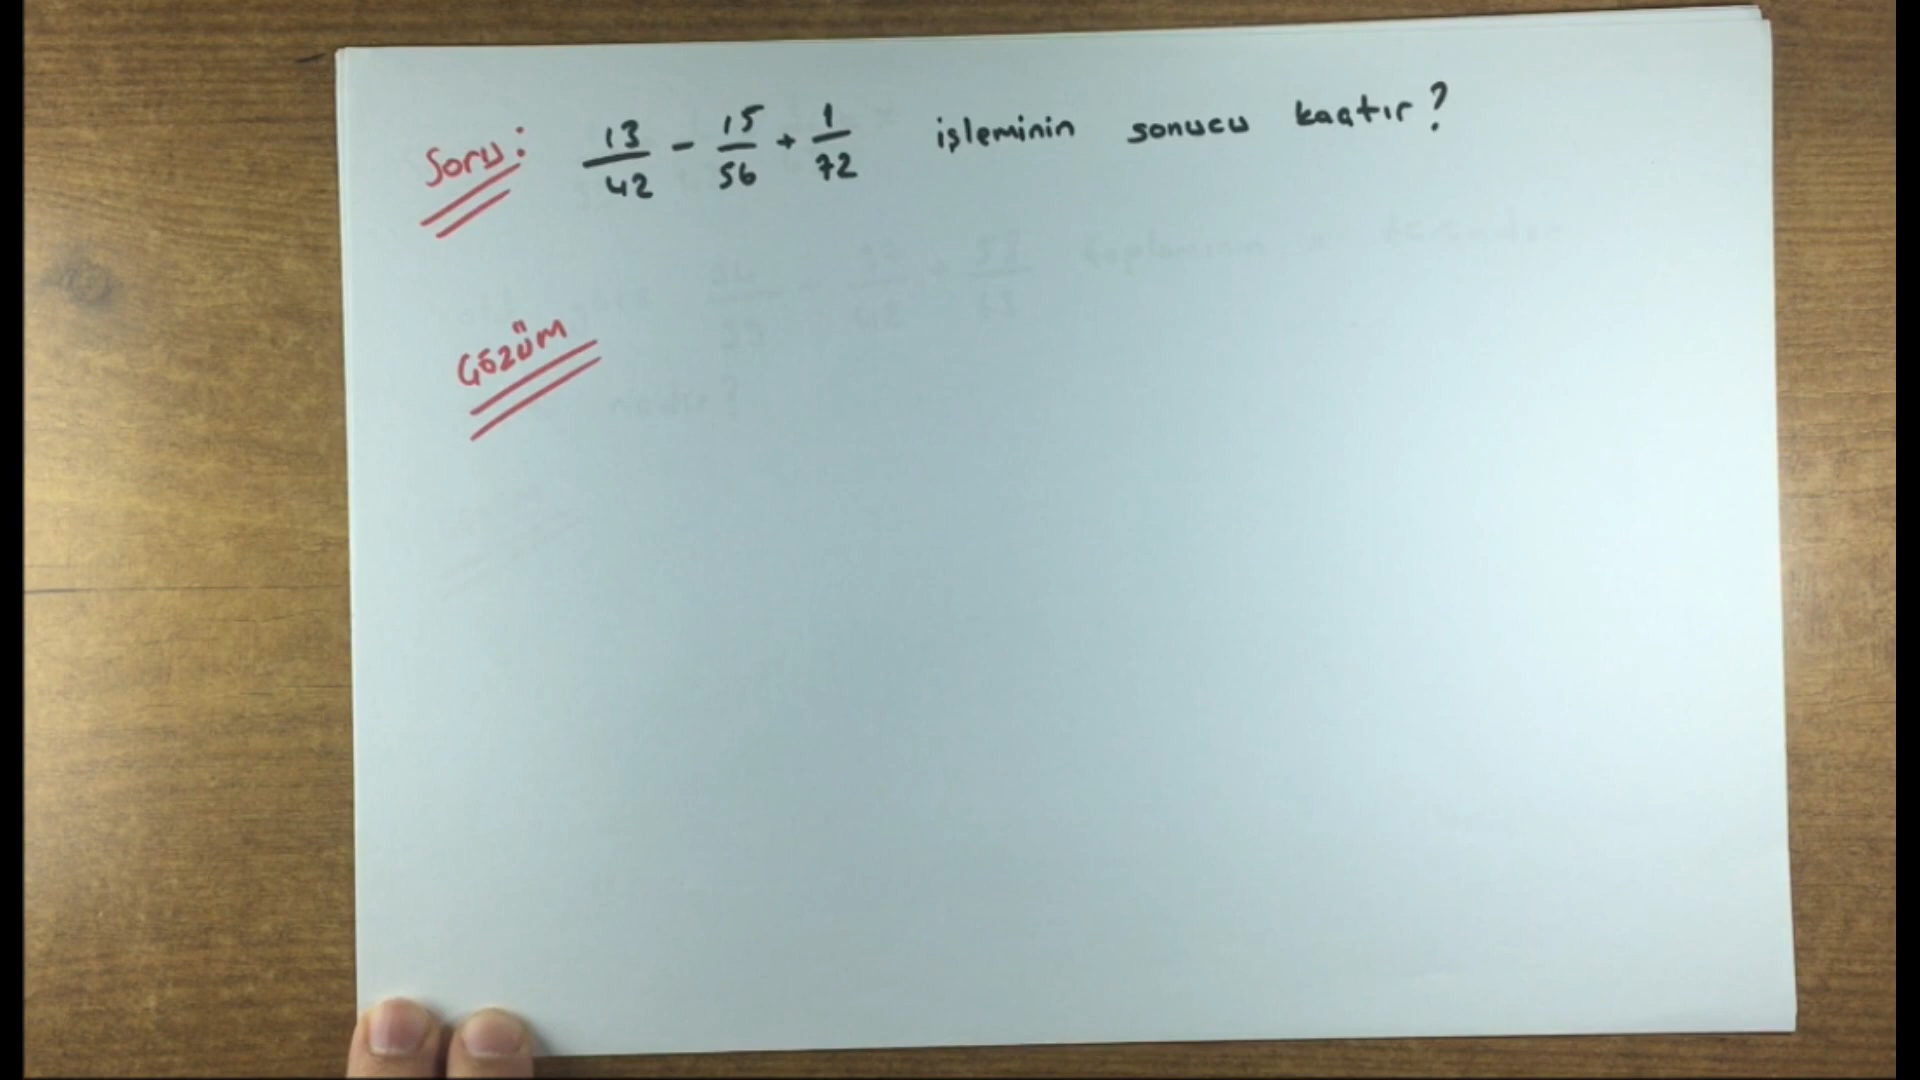 Soru: 13/42 - 15/56 + 1/72 işleminin sonucu kaçtır?
Çözüm